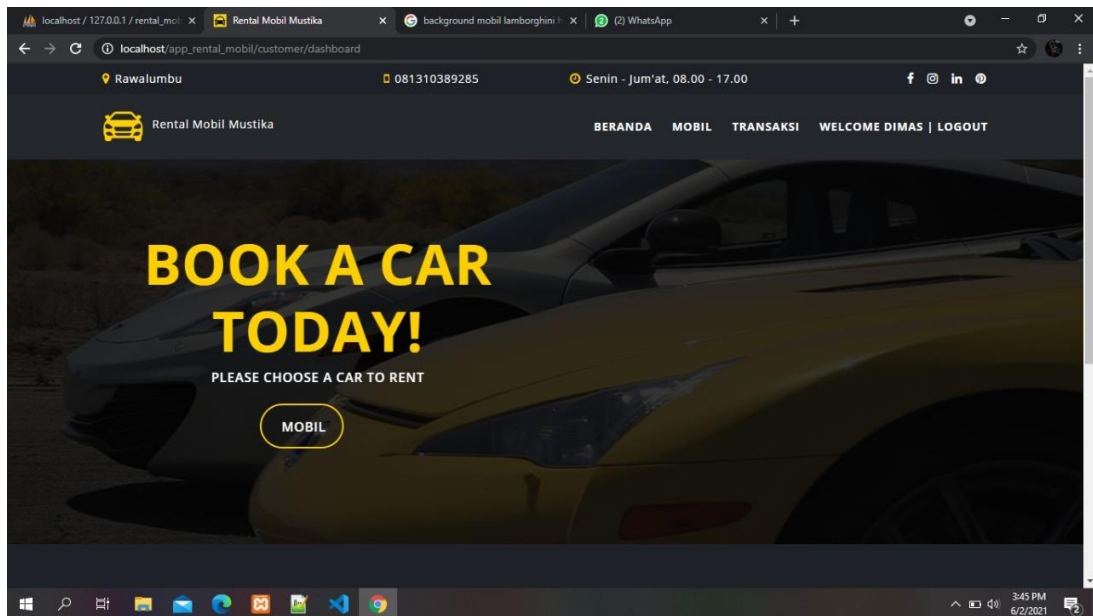 localhost / 127.0.0.1 / rental_mo
Rental Mobil Mustika
background mobil lamborghini h
(2) WhatsApp
localhost/app_rental_mobil/customer/dashboard
Rawalumbu
081310389285
Senin - Jum'at, 08.00 - 17.00
Rental Mobil Mustika
BERANDA MOBIL TRANSAKSI WELCOME DIMAS | LOGOUT
BOOK A CAR
TODAY!
PLEASE CHOOSE A CAR TO RENT
MOBIL
3:45 PM
6/2/2021